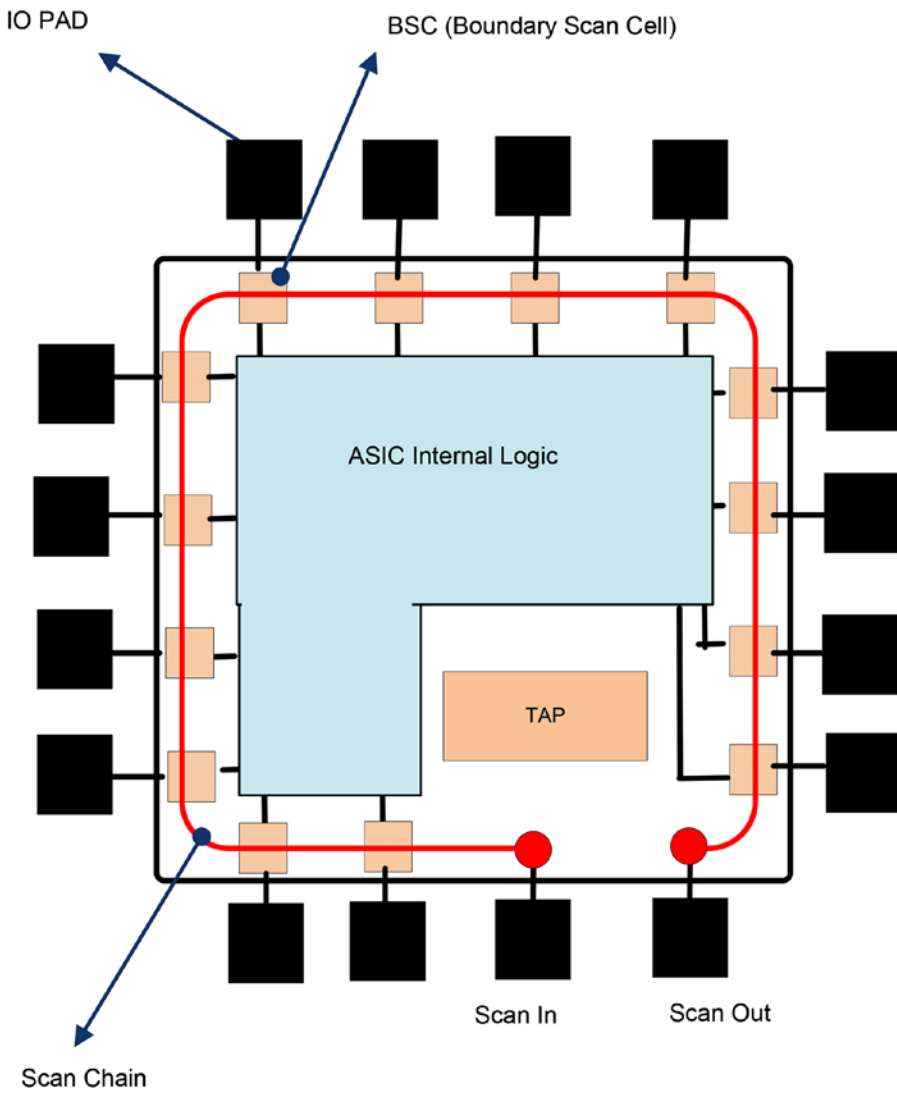 IO PAD
BSC (Boundary Scan Cell)
ASIC Internal Logic
TAP
Scan In
Scan Out
Scan Chain